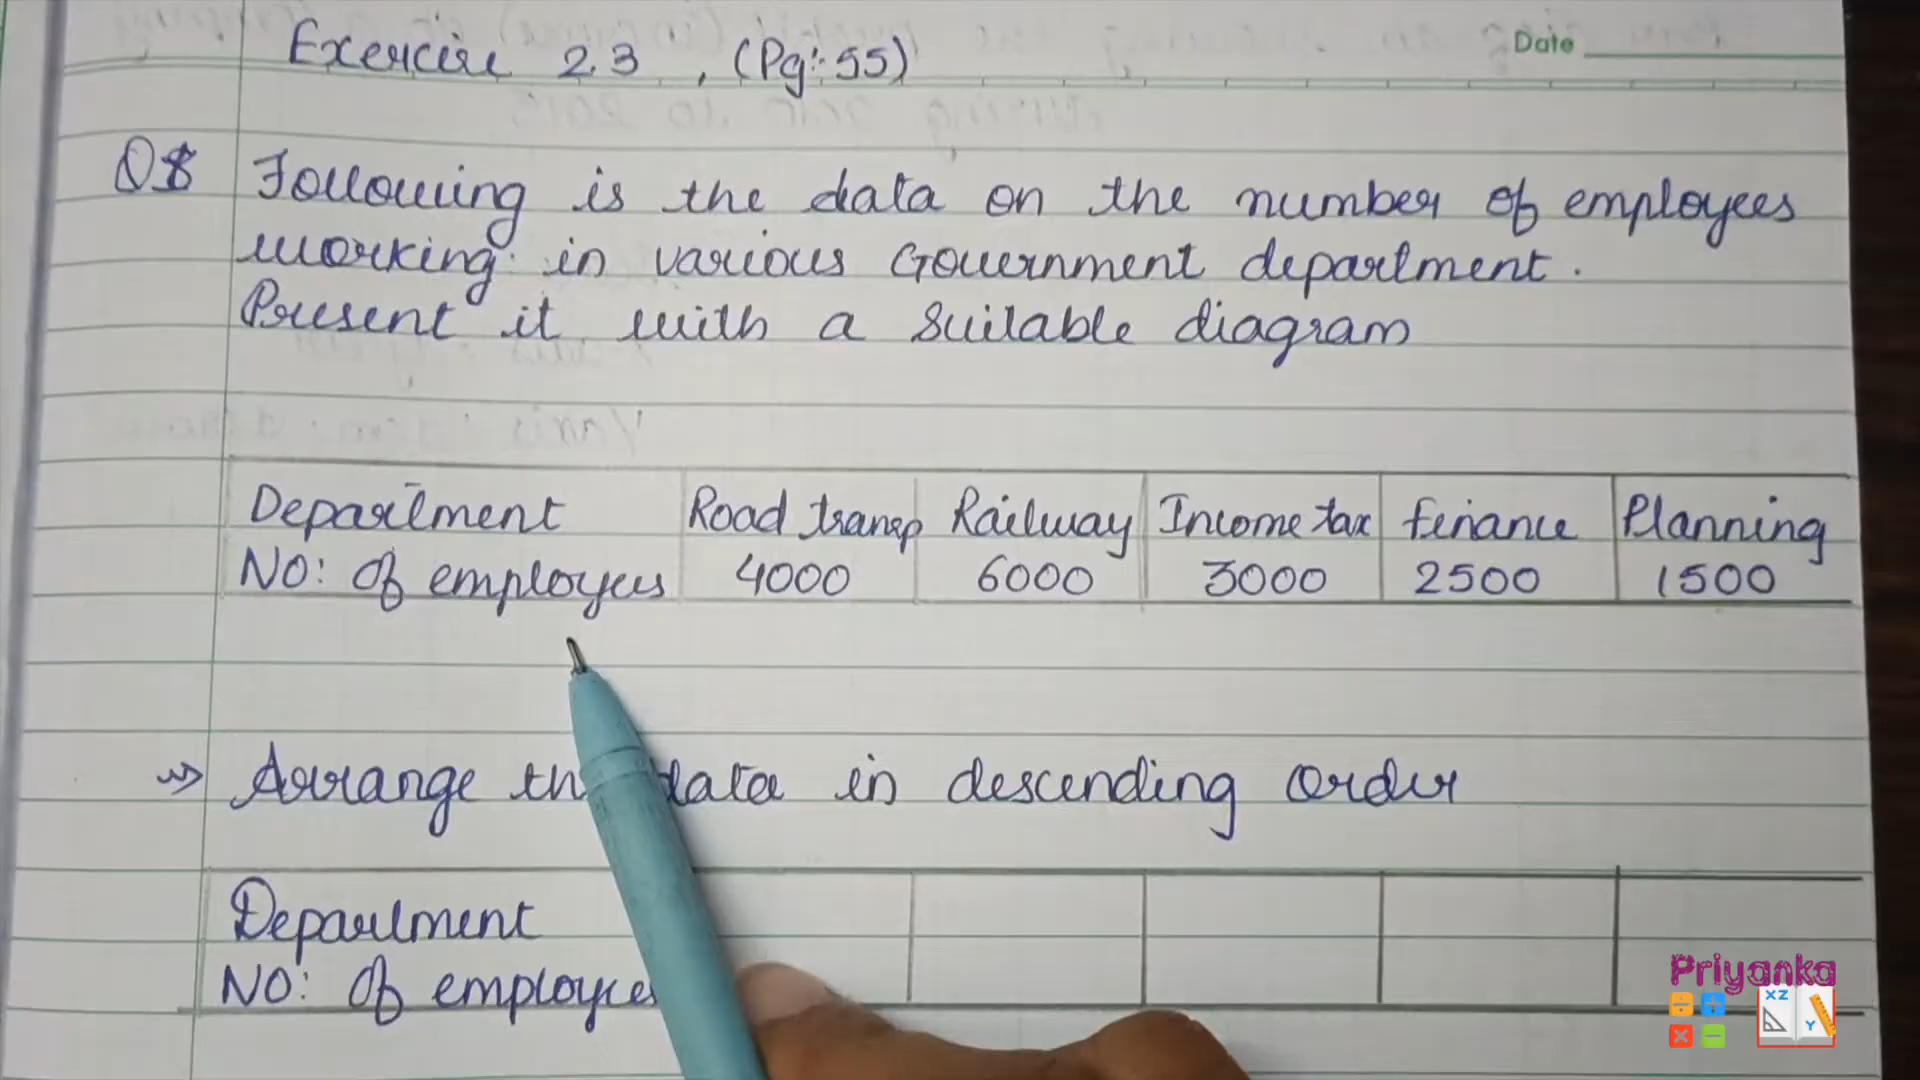 Exercise 2.3 , (Pg: 55)
Date
Q8 Following is the data on the number of employees
working in various Government department.
Present it with a suitable diagram
Department Road transp Railway Income tax finance Planning
NO: Of employees 4000 6000 3000 2500 1500
Arrange the data in descending order
Department
NO: Of employees
Priyanka
XZ
Y